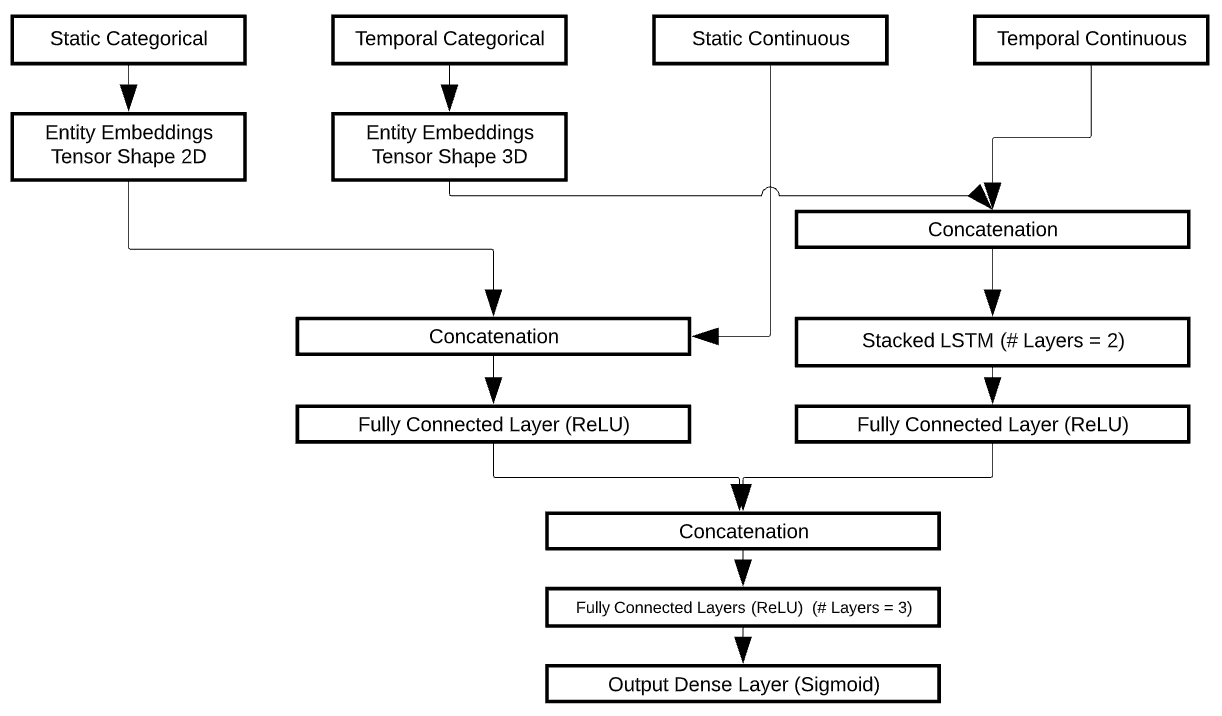 Static Categorical
Temporal Categorical
Static Continuous
Temporal Continuous
Entity Embeddings
Tensor Shape 2D
Entity Embeddings
Tensor Shape 3D
Concatenation
Concatenation
Stacked LSTM (# Layers = 2)
Fully Connected Layer (ReLU)
Fully Connected Layer (ReLU)
Concatenation
Fully Connected Layers (ReLU) (# Layers = 3)
Output Dense Layer (Sigmoid)